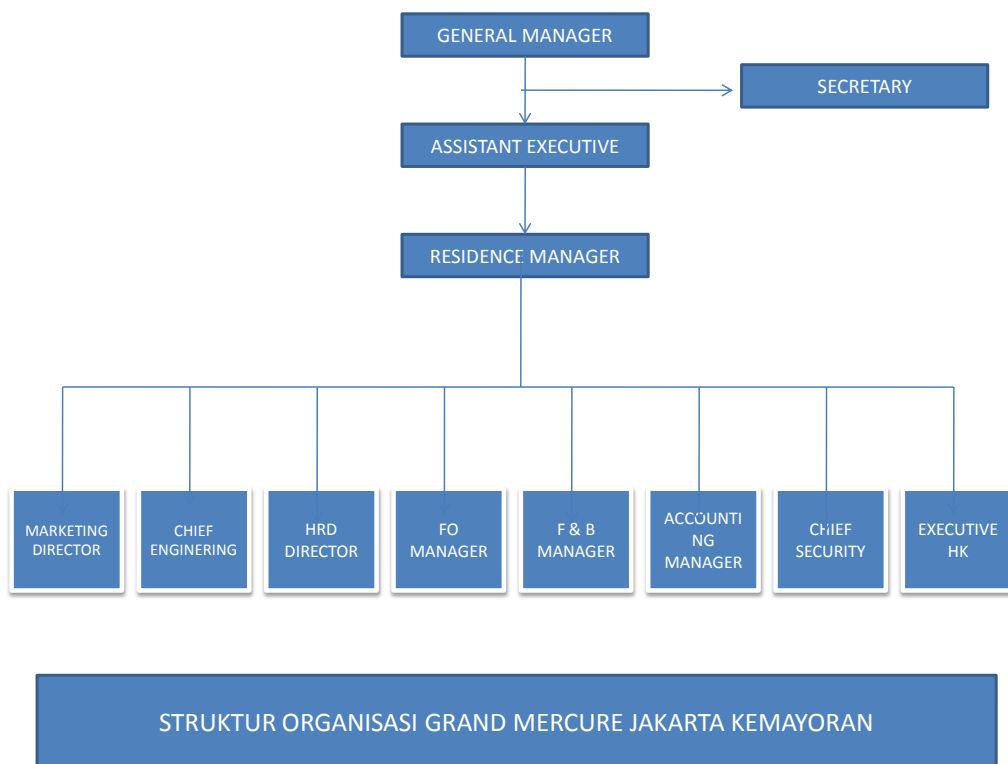 GENERAL MANAGER
SECRETARY
ASSISTANT EXECUTIVE
RESIDENCE MANAGER
MARKETING
DIRECTOR
CHIEF
ENGINERING
HRD
DIRECTOR
FO
MANAGER
F & B
MANAGER
ACCOUNTI
NG
MANAGER
CHIEF
SECURITY
EXECUTIVE
HK
STRUKTUR ORGANISASI GRAND MERCURE JAKARTA KEMAYORAN